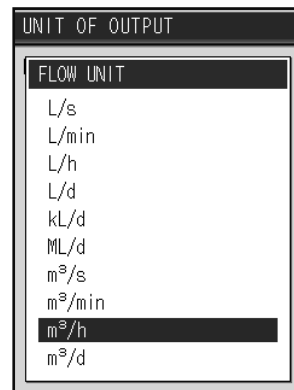 UNIT OF OUTPUT
FLOW UNIT
L/s
L/min
L/h
L/d
kL/d
ML/d
m³/s
m³/min
m³/h
m³/d